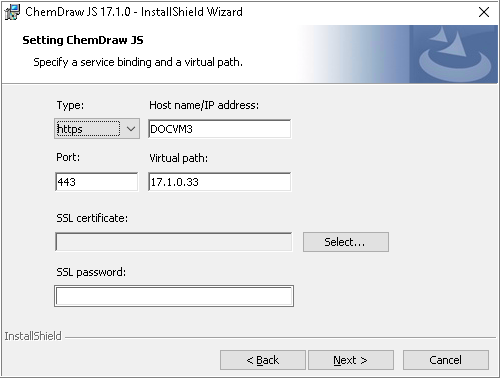 ChemDraw JS 17.1.0 - InstallShield Wizard
Setting ChemDraw JS
Specify a service binding and a virtual path.
Type: Host name/IP address:
https DOCVM3
Port: Virtual path:
443 17.1.0.33
SSL certificate:
Select...
SSL password:
InstallShield
< Back Next > Cancel